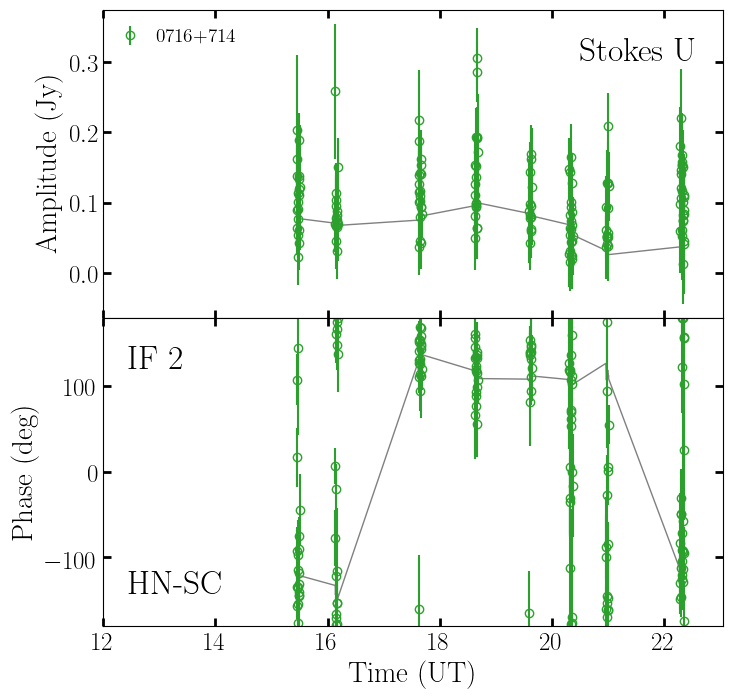 0716+714
Stokes U
0.3
0.2
0.1
0.0
Amplitude (Jy)
IF 2
100
0
−100
Phase (deg)
HN-SC
12 14 16 18 20 22
Time (UT)